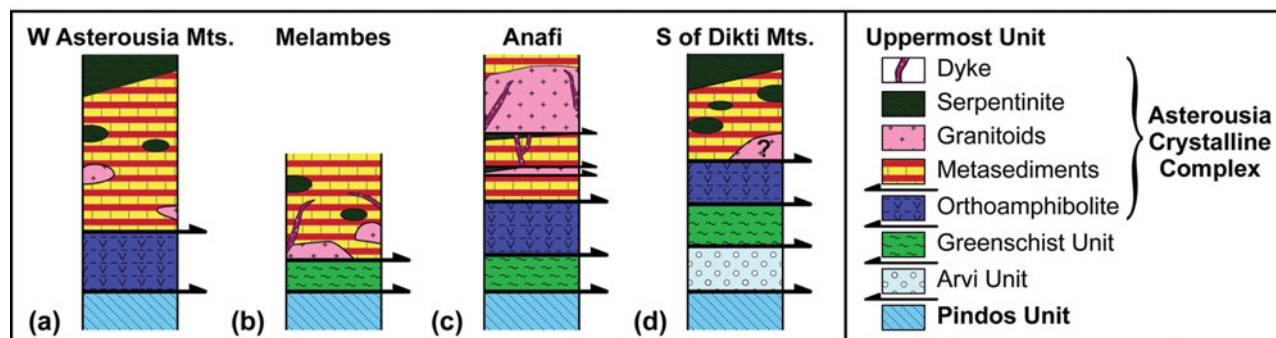 W Asterousia Mts.
Melambes
Anafi
S of Dikti Mts.
?
(a)
(b)
(c)
(d)
Uppermost Unit
Dyke
Serpentinite
Granitoids
Metasediments
Orthoamphibolite
Asterousia
Crystalline
Complex
Greenschist Unit
Arvi Unit
Pindos Unit